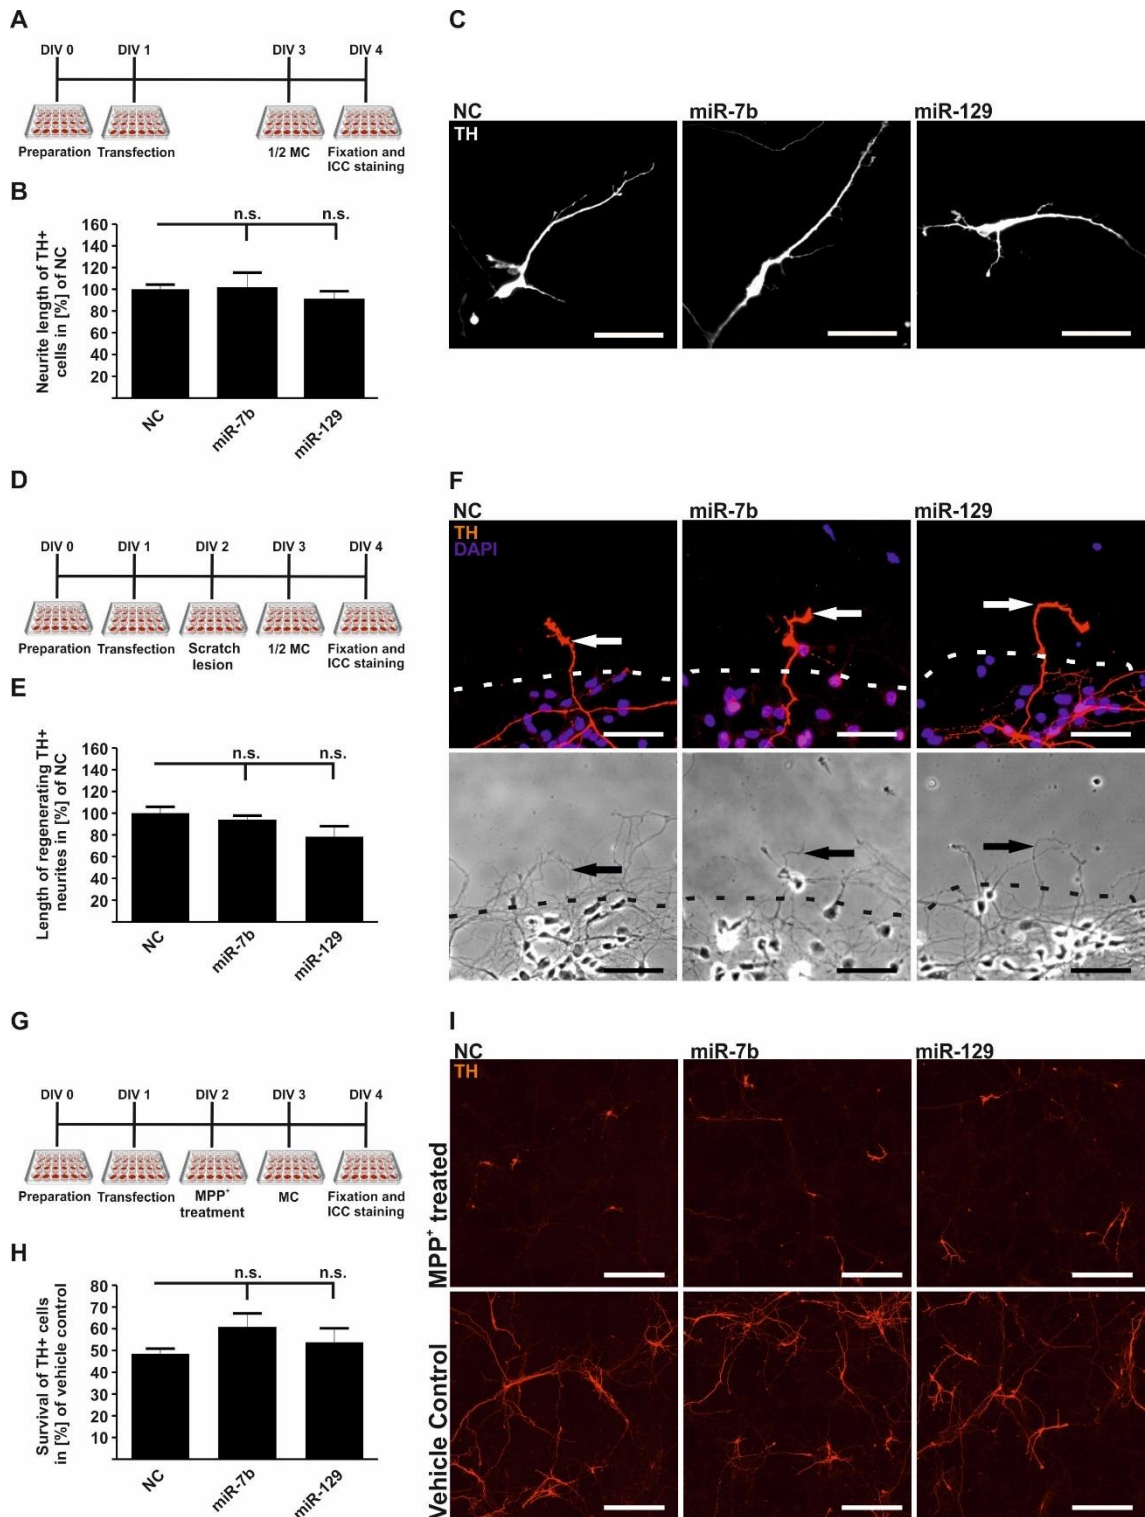 A
DIV 0 DIV 1 DIV 3 DIV 4
Preparation Transfection 1/2 MC Fixation and
ICC staining
B
Neurite length of TH+
cells in [%] of NC
n.s. n.s.
160
140
120
100
80
60
40
20
NC miR-7b miR-129
C
NC miR-7b miR-129
TH
D
DIV 0 DIV 1 DIV 2 DIV 3 DIV 4
Preparation Transfection Scratch
lesion 1/2 MC Fixation and
ICC staining
E
Length of regenerating TH+
neurites in [%] of NC
n.s. n.s.
160
140
120
100
80
60
40
20
NC miR-7b miR-129
F
NC miR-7b miR-129
TH
DAPI
G
DIV 0 DIV 1 DIV 2 DIV 3 DIV 4
Preparation Transfection MPP⁺
treatment MC Fixation and
ICC staining
H
Survival of TH+ cells
in [%] of vehicle control
n.s. n.s.
80
70
60
50
40
30
20
10
NC miR-7b miR-129
I
NC miR-7b miR-129
TH
MPP⁺ treated
Vehicle Control